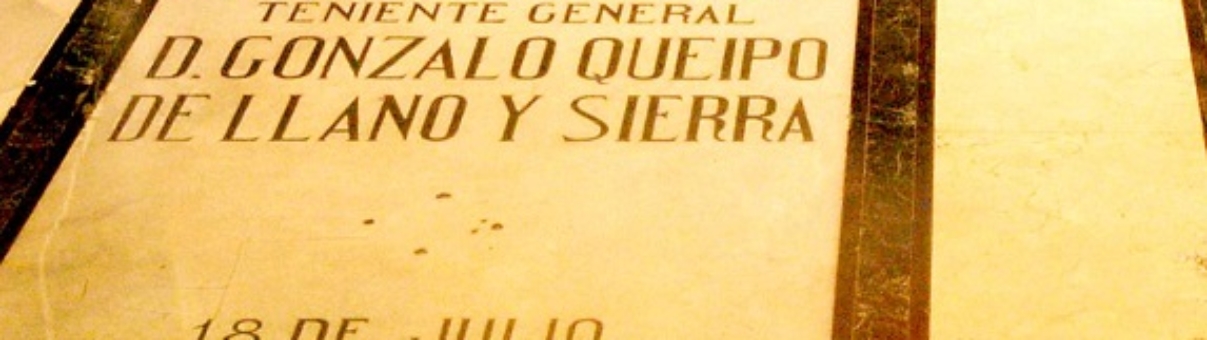 TENIENTE GENERAL
D. GONZALO QUEIPO
DE LLANO Y SIERRA
18 DE JULIO